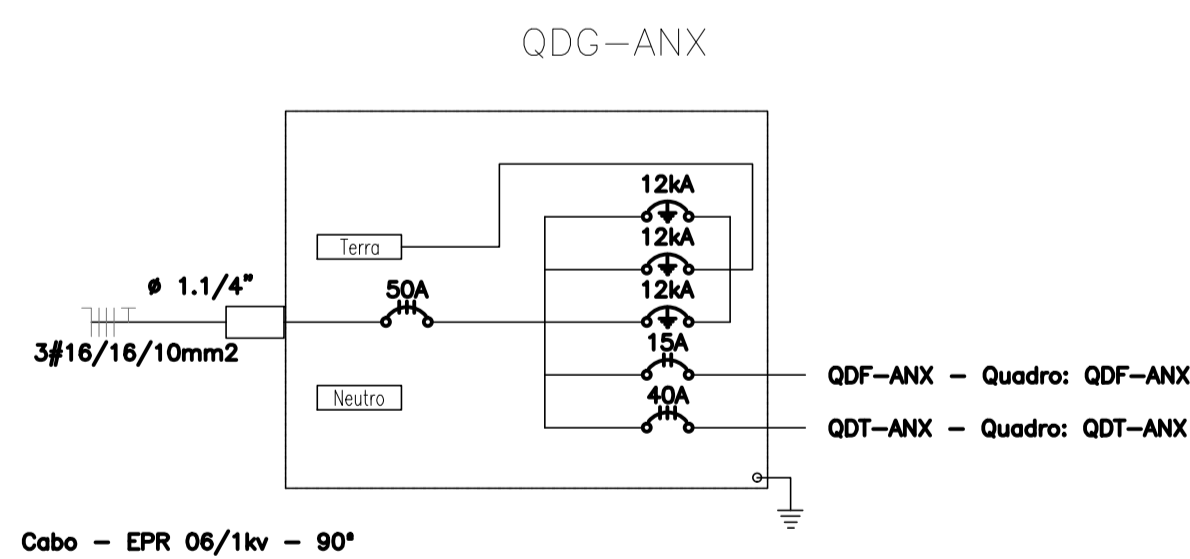 QDG-ANX
12kA
Terra
12kA
ø 1.1/4"
50A
12kA
3#16/16/10mm2
15A
QDF-ANX - Quadro: QDF-ANX
Neutro
40A
QDT-ANX - Quadro: QDT-ANX
Cabo - EPR 06/1kv - 90°